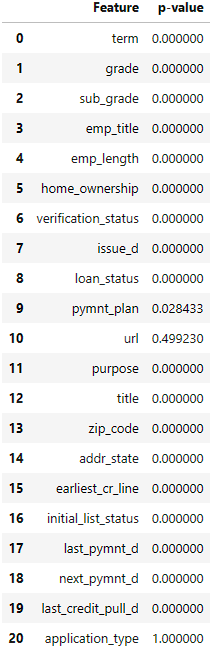 Feature p-value
0 term 0.000000
1 grade 0.000000
2 sub_grade 0.000000
3 emp_title 0.000000
4 emp_length 0.000000
5 home_ownership 0.000000
6 verification_status 0.000000
7 issue_d 0.000000
8 loan_status 0.000000
9 pymnt_plan 0.028433
10 url 0.499230
11 purpose 0.000000
12 title 0.000000
13 zip_code 0.000000
14 addr_state 0.000000
15 earliest_cr_line 0.000000
16 initial_list_status 0.000000
17 last_pymnt_d 0.000000
18 next_pymnt_d 0.000000
19 last_credit_pull_d 0.000000
20 application_type 1.000000